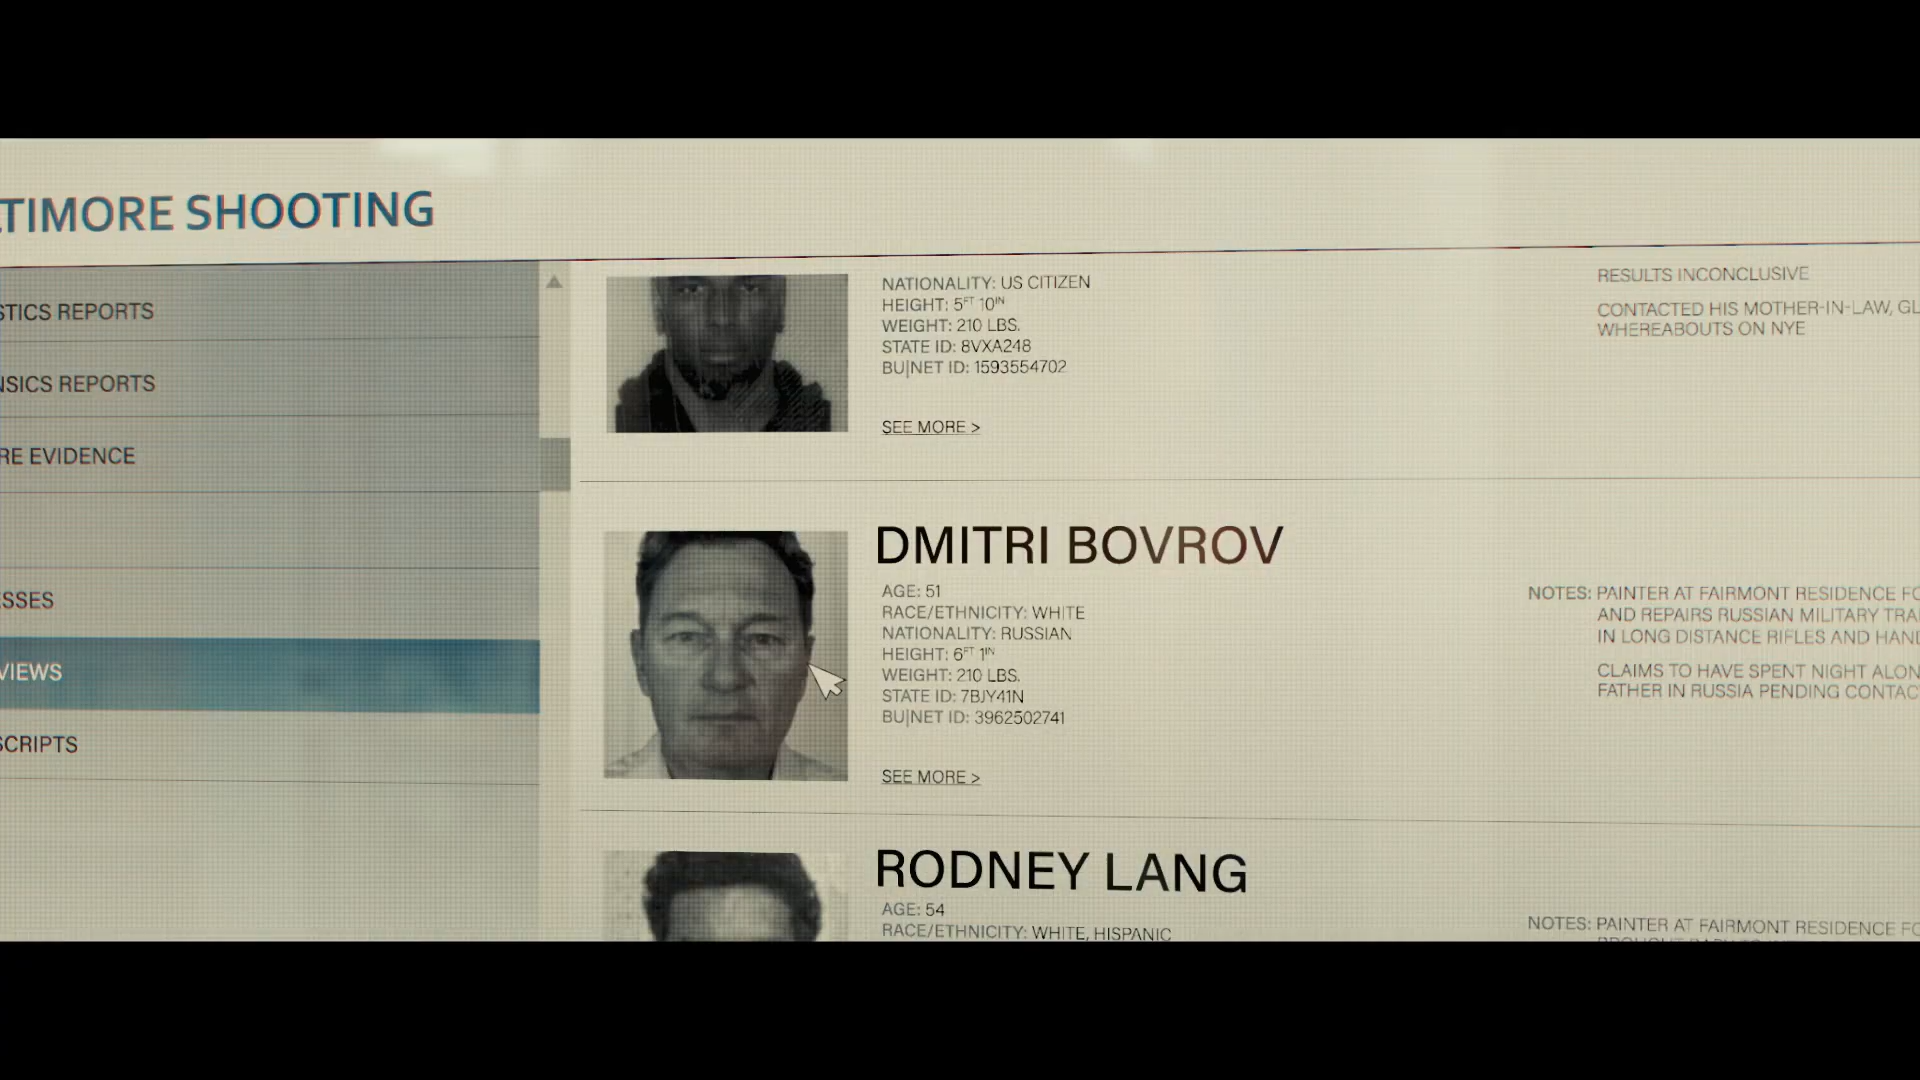 TIMORE SHOOTING
STICS REPORTS
NSICS REPORTS
RE EVIDENCE
ESSES
VIEWS
SCRIPTS
NATIONALITY: US CITIZEN
HEIGHT: 5FT 10IN
WEIGHT: 210 LBS.
STATE ID: 8VXA248
BU|NET ID: 1593554702
SEE MORE >
RESULTS INCONCLUSIVE
CONTACTED HIS MOTHER-IN-LAW, GL
WHEREABOUTS ON NYE
DMITRI BOVROV
AGE: 51
RACE/ETHNICITY: WHITE
NATIONALITY: RUSSIAN
HEIGHT: 6FT 1IN
WEIGHT: 210 LBS.
STATE ID: 7BJY41N
BU|NET ID: 3962502741
SEE MORE >
NOTES: PAINTER AT FAIRMONT RESIDENCE FO
AND REPAIRS RUSSIAN MILITARY TRA
IN LONG DISTANCE RIFLES AND HAND
CLAIMS TO HAVE SPENT NIGHT ALON
FATHER IN RUSSIA PENDING CONTAC
RODNEY LANG
AGE: 54
RACE/ETHNICITY: WHITE, HISPANIC
NOTES: PAINTER AT FAIRMONT RESIDENCE FO